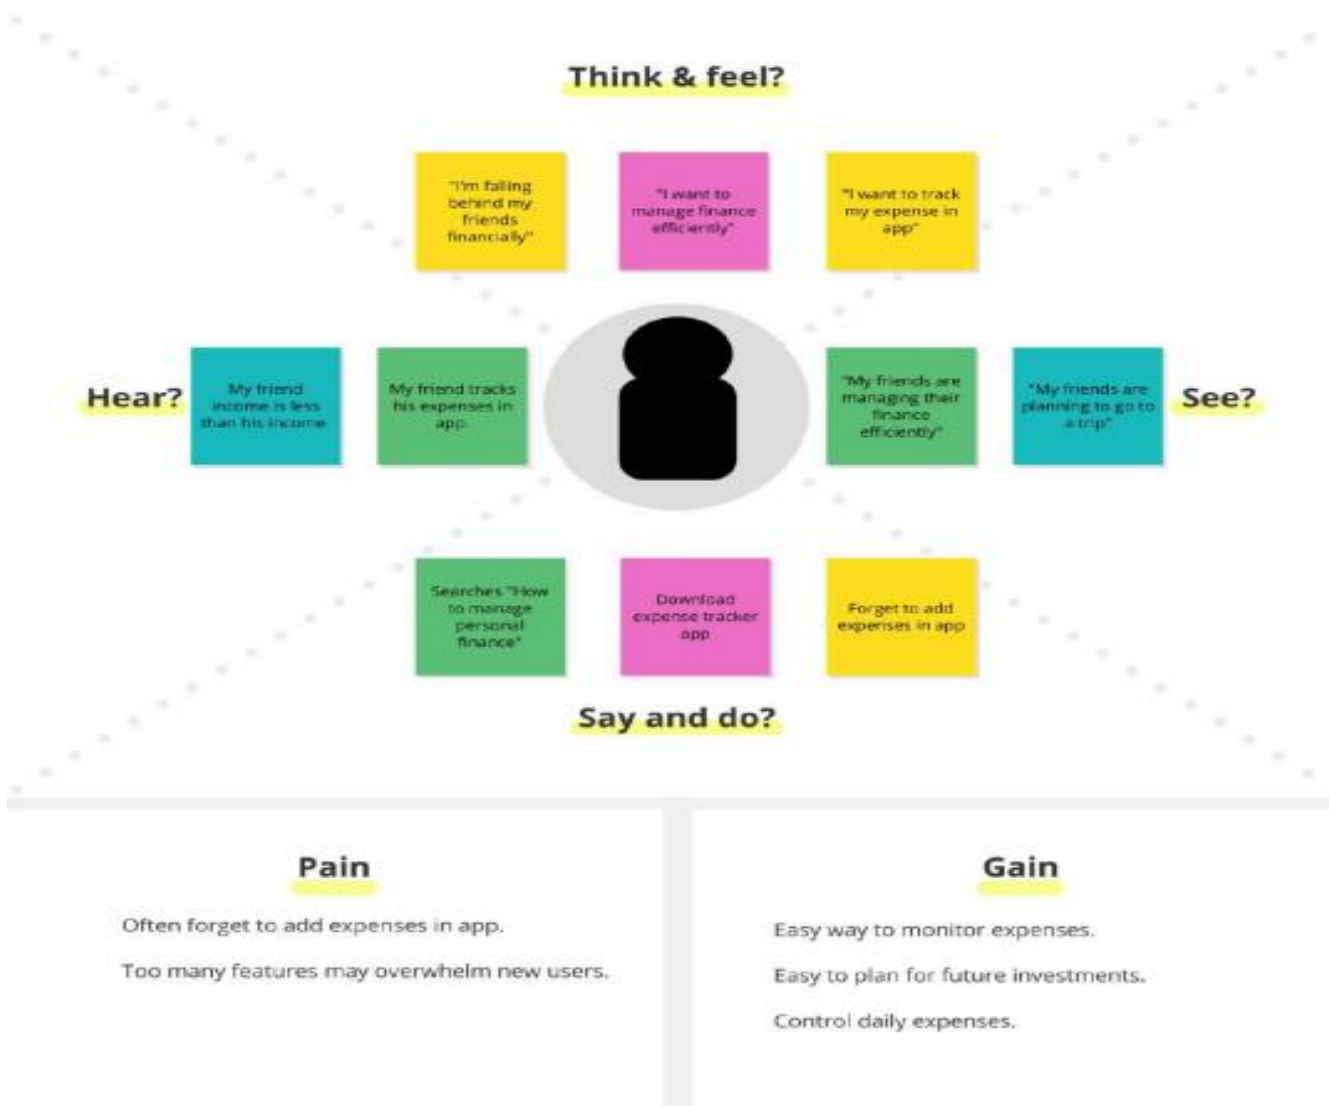 Think & feel?
"I'm falling
behind my
friends
financially"
"I want to
manage finance
efficiently"
"I want to track
my expense in
app"
Hear?
My friend
income is less
than his income
My friend tracks
his expenses in
app.
"My friends are
managing their
finance
efficiently"
"My friends are
planning to go to
a trip"
See?
Searches "How
to manage
personal
finance"
Download
expense tracker
app
Forget to add
expenses in app
Say and do?
Pain
Often forget to add expenses in app.
Too many features may overwhelm new users.
Gain
Easy way to monitor expenses.
Easy to plan for future investments.
Control daily expenses.